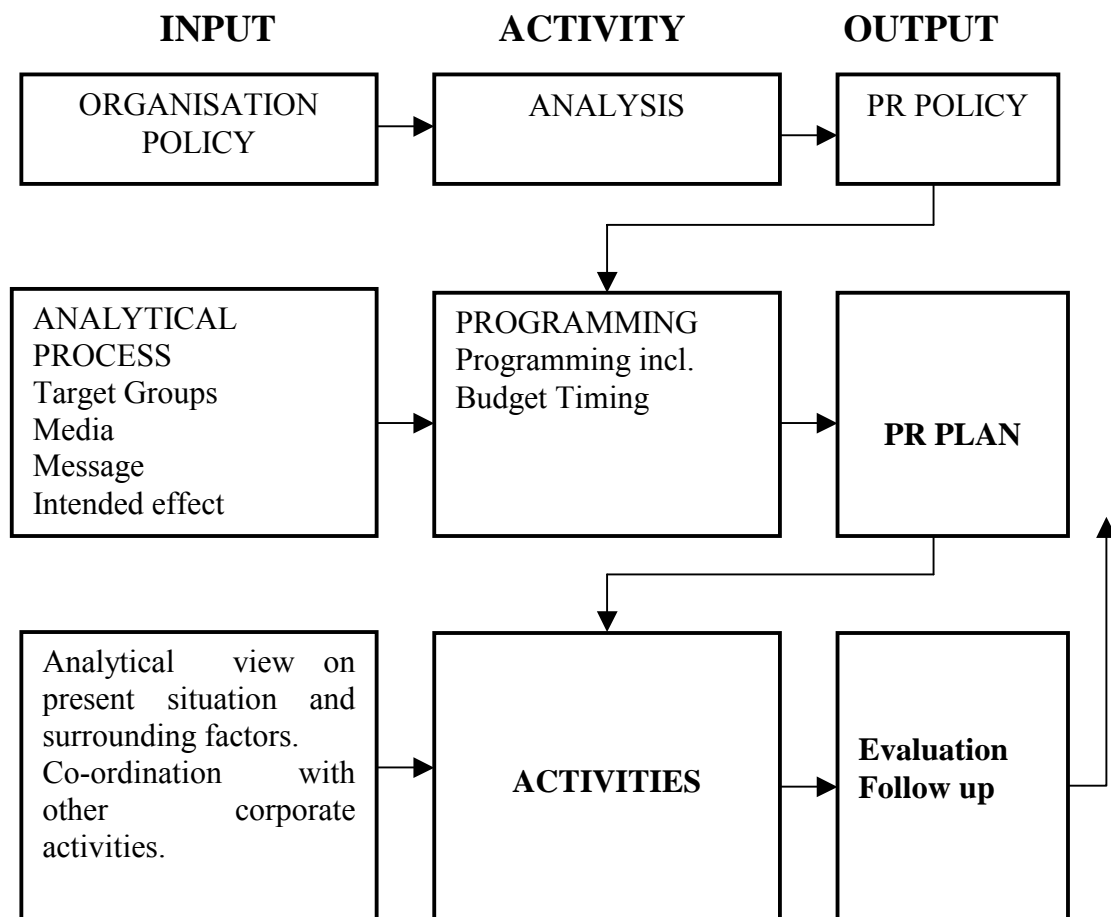 INPUT
ACTIVITY
OUTPUT
ORGANISATION
POLICY
ANALYSIS
PR POLICY
ANALYTICAL
PROCESS
Target Groups
Media
Message
Intended effect
PROGRAMMING
Programming incl.
Budget Timing
PR PLAN
Analytical view on
present situation and
surrounding factors.
Co-ordination with
other corporate
activities.
ACTIVITIES
Evaluation
Follow up